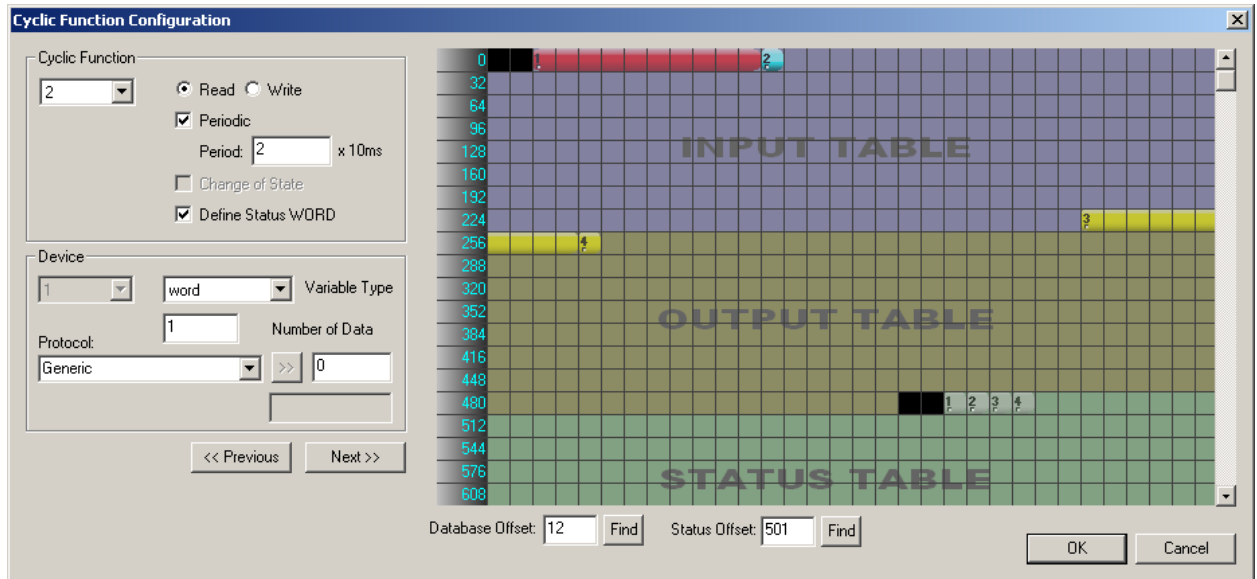 Cyclic Function Configuration
Cyclic Function
2
Read
Write
Periodic
Period: 2 x 10ms
Change of State
Define Status WORD
Device
1
word
Variable Type
1
Number of Data
Protocol:
Generic
>>
0
<< Previous
Next >>
0
32
64
96
128
160
192
224
256
288
320
352
384
416
448
480
512
544
576
608
1
2
INPUT TABLE
3
4
OUTPUT TABLE
1 2 3 4
STATUS TABLE
Database Offset: 12 Find
Status Offset: 501 Find
OK
Cancel